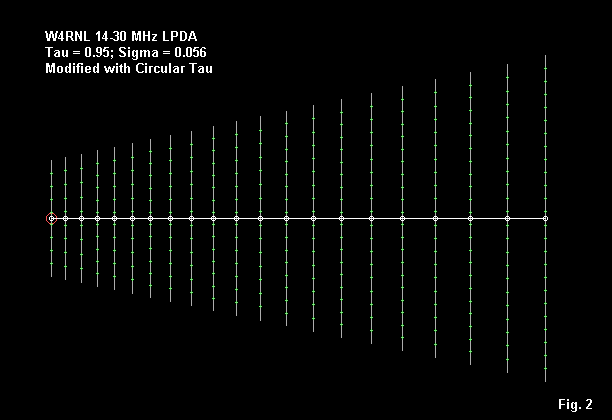 W4RNL 14-30 MHz LPDA
Tau = 0.95; Sigma = 0.056
Modified with Circular Tau
Fig. 2